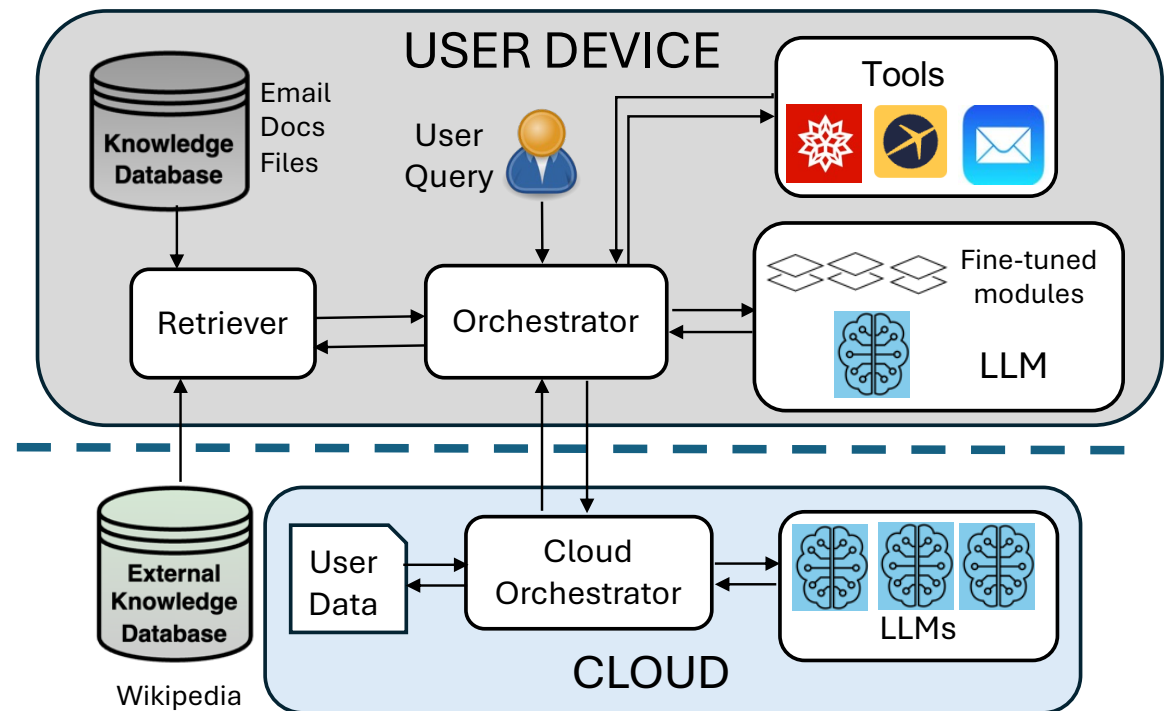 USER DEVICE
Knowledge
Database
Email
Docs
Files
User
Query
Tools
Retriever
Orchestrator
Fine-tuned
modules
LLM
External
Knowledge
Database
Wikipedia
User
Data
Cloud
Orchestrator
LLMs
CLOUD